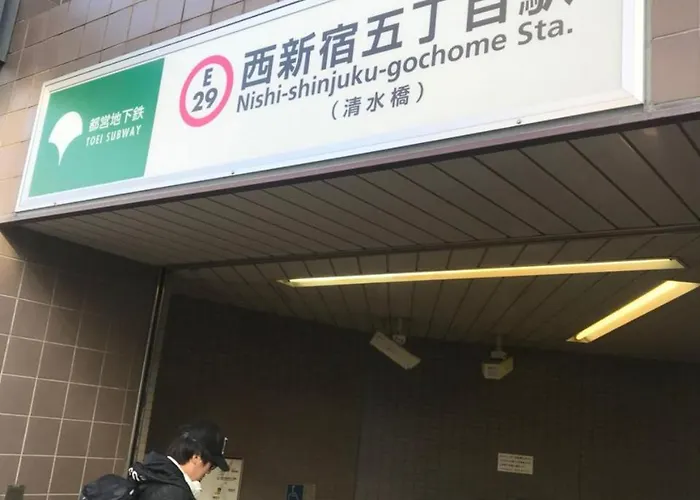 都営地下鉄
TOEI SUBWAY
E
29
西新宿五丁目駅
Nishi-shinjuku-gochome Sta.
（清水橋）